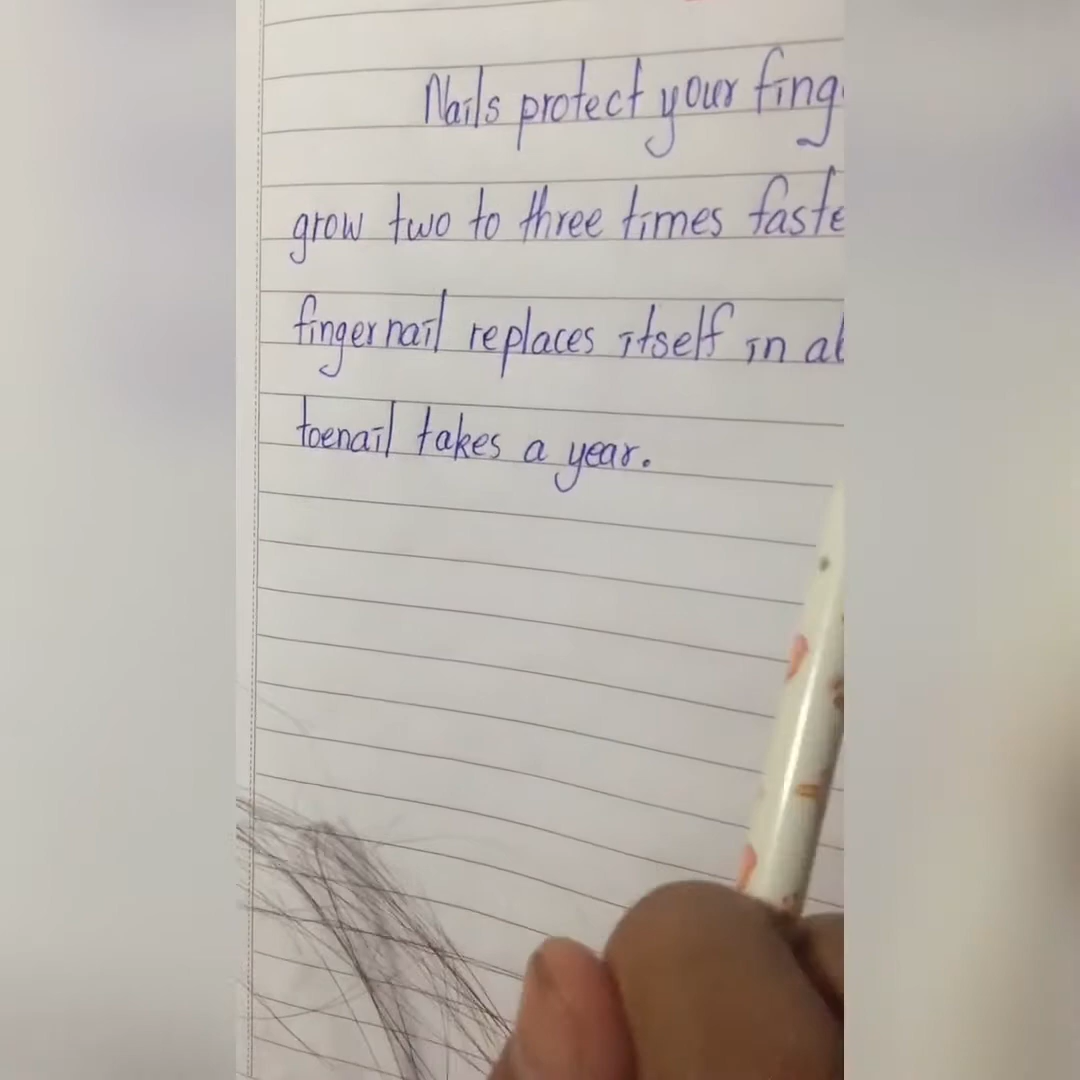 Nails protect your fing
grow two to three times faste
fingernail replaces itself in
toenail takes a year.